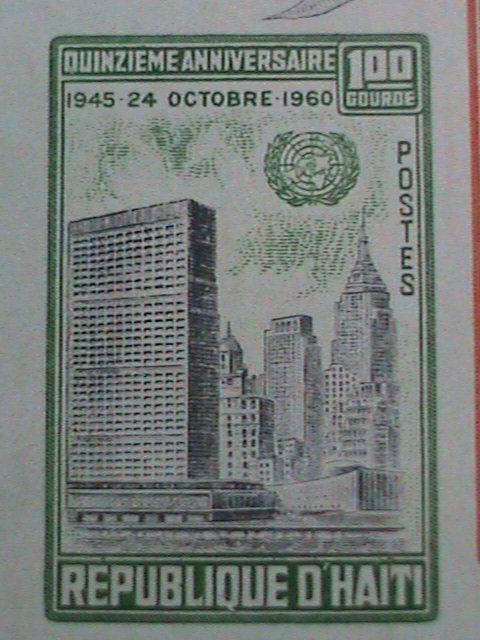 QUINZIEME ANNIVERSAIRE
1.00
GOURDE
1945 - 24 OCTOBRE - 1960
POSTES
REPUBLIQUE D'HAITI